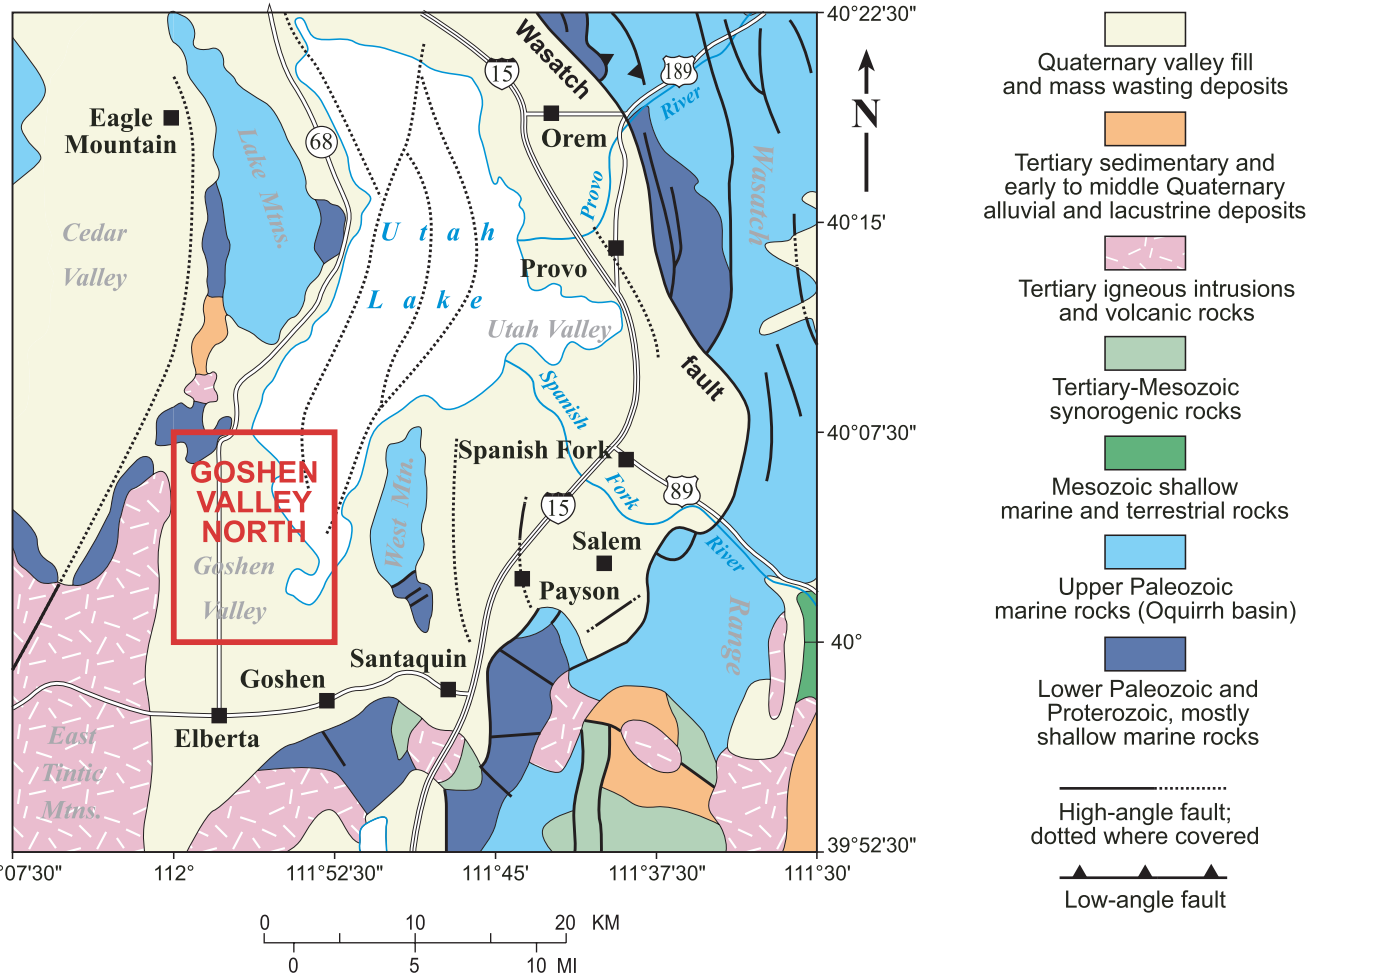 40°22'30"
Wasatch
15
189
River
Eagle
Mountain
Orem
68
N
Lake Mtns.
Wasatch
Provo
40°15'
Cedar
Valley
Utah
Lake
Provo
Utah Valley
fault
Spanish
40°07'30"
Spanish Fork
GOSHEN
VALLEY
NORTH
West Mtn.
Fork
89
15
River
Salem
Goshen
Valley
Payson
Range
40°
Santaquin
Goshen
Elberta
East
Tintic
Mtns.
39°52'30"
°07'30"
112°
111°52'30"
111°45'
111°37'30"
111°30'
0 10 20 KM
0 5 10 MI
Quaternary valley fill
and mass wasting deposits
Tertiary sedimentary and
early to middle Quaternary
alluvial and lacustrine deposits
Tertiary igneous intrusions
and volcanic rocks
Tertiary-Mesozoic
synorogenic rocks
Mesozoic shallow
marine and terrestrial rocks
Upper Paleozoic
marine rocks (Oquirrh basin)
Lower Paleozoic and
Proterozoic, mostly
shallow marine rocks
High-angle fault;
dotted where covered
Low-angle fault